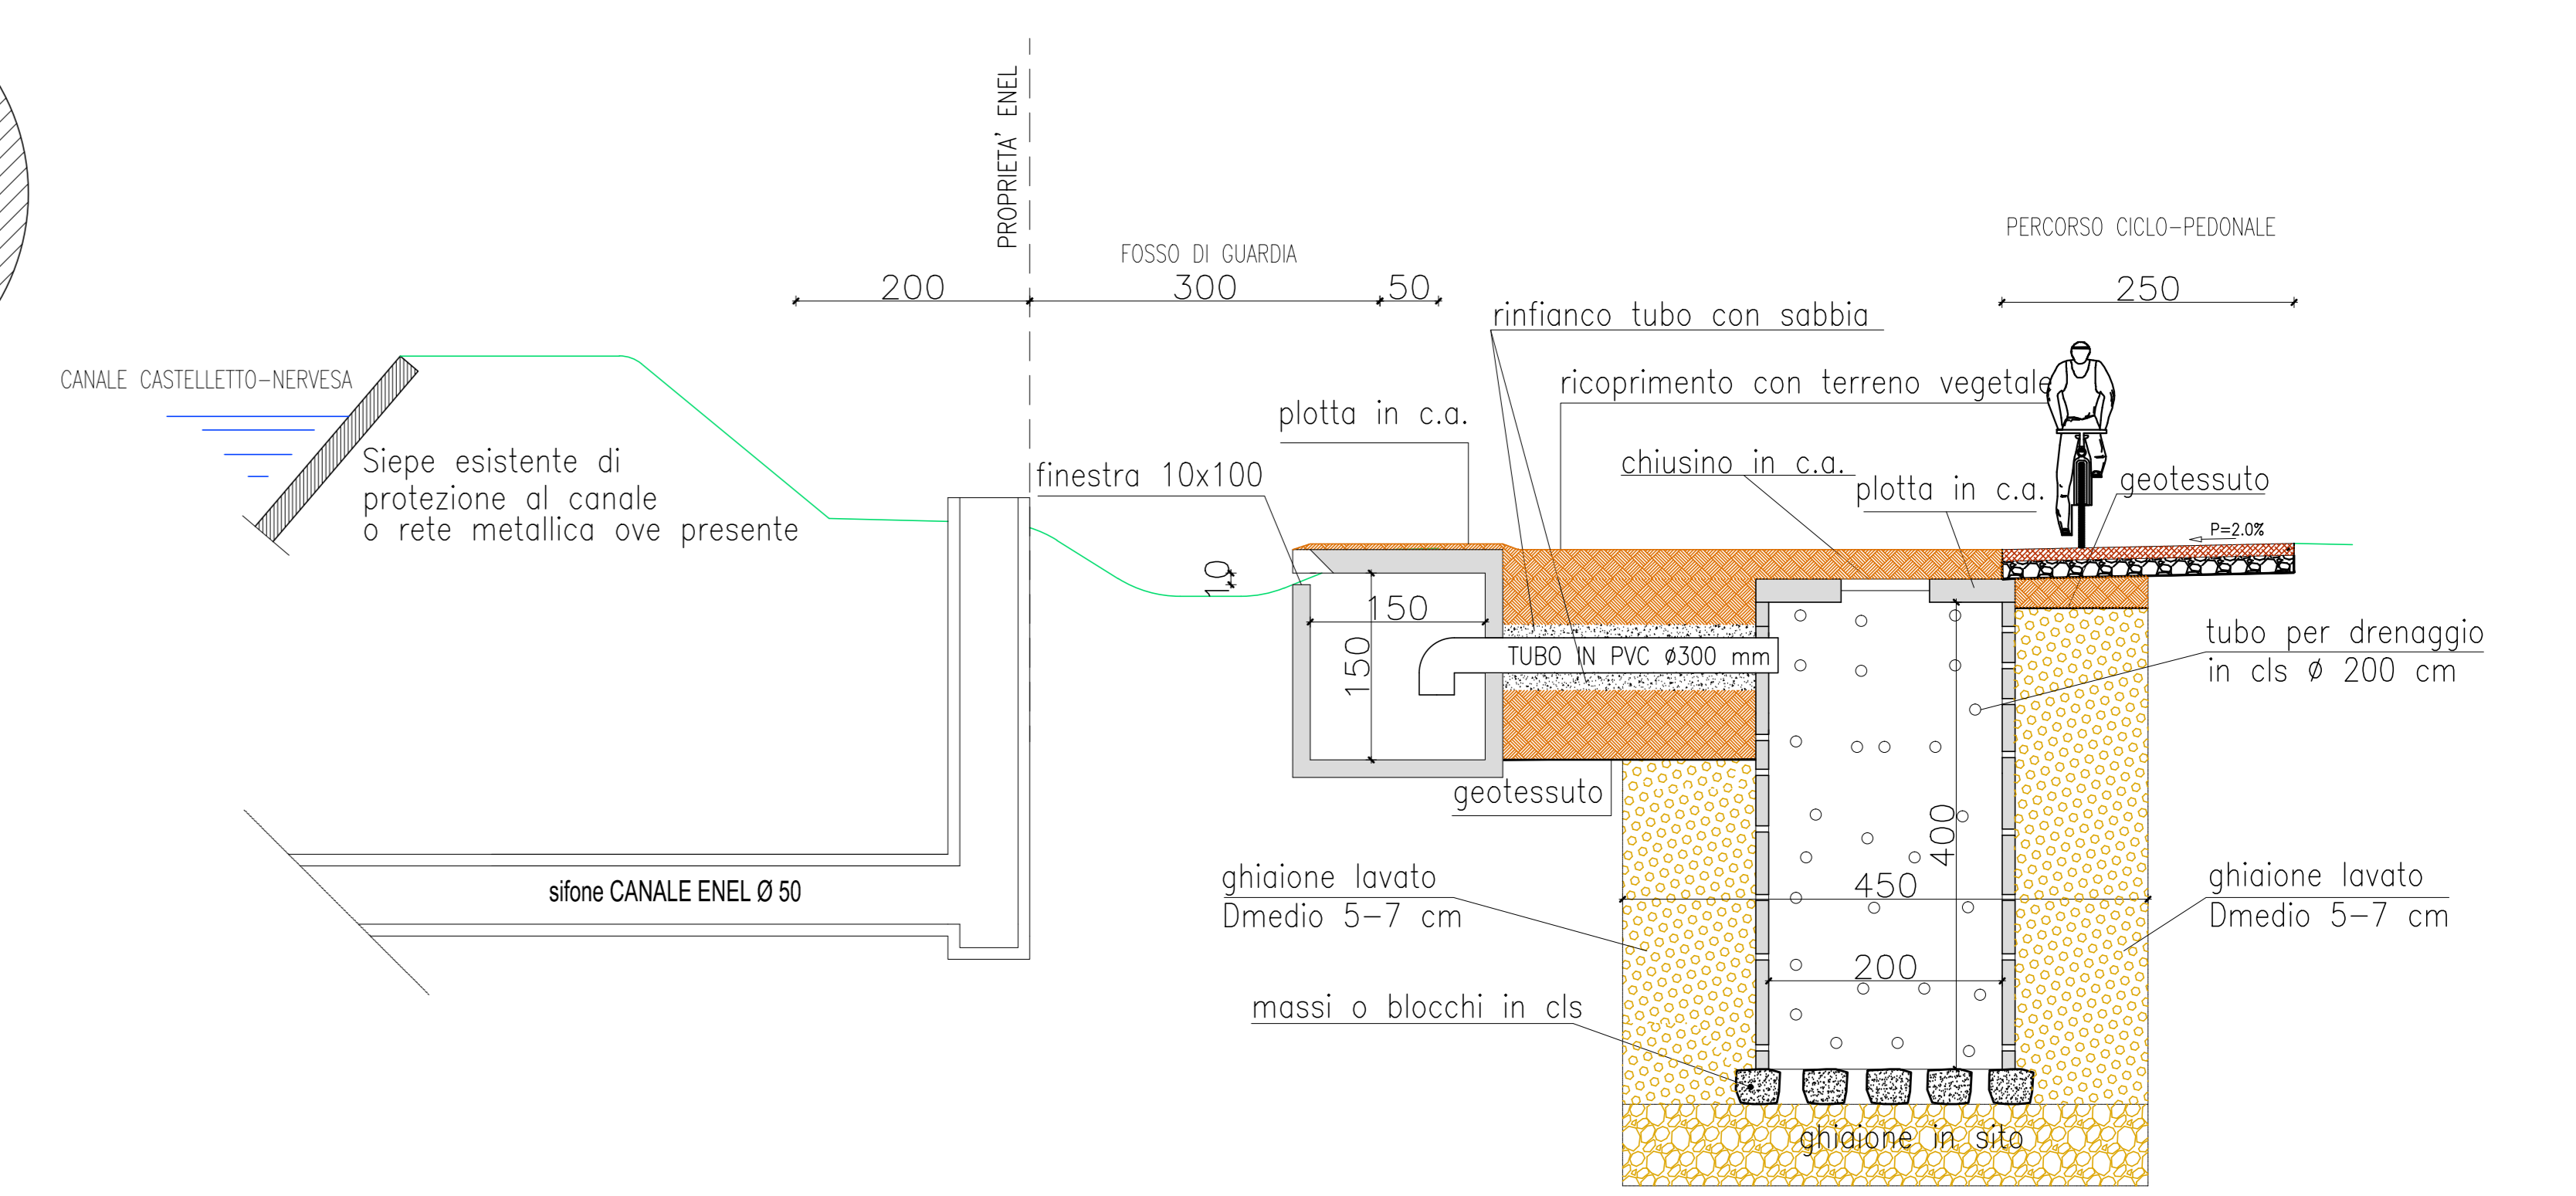 PROPRIETA' ENEL
PERCORSO CICLO-PEDONALE
FOSSO DI GUARDIA
200
300
50
250
rinfianco tubo con sabbia
CANALE CASTELLETTO-NERVESA
ricoprimento con terreno vegetale
plotta in c.a.
Siepe esistente di
protezione al canale
o rete metallica ove presente
finestra 10x100
chiusino in c.a.
plotta in c.a.
geotessuto
P=2.0%
10
150
150
TUBO IN PVC ø300 mm
tubo per drenaggio
in cls ø 200 cm
geotessuto
400
sifone CANALE ENEL Ø 50
ghiaione lavato
Dmedio 5-7 cm
450
ghiaione lavato
Dmedio 5-7 cm
200
massi o blocchi in cls
ghiaione in sito